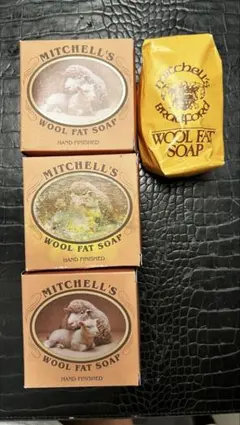 MITCHELL'S
WOOL FAT SOAP
HAND FINISHED
Mitchell's
Bradford
WOOL FAT
SOAP
MITCHELL'S
WOOL FAT SOAP
HAND FINISHED
MITCHELL'S
WOOL FAT SOAP
HAND FINISHED